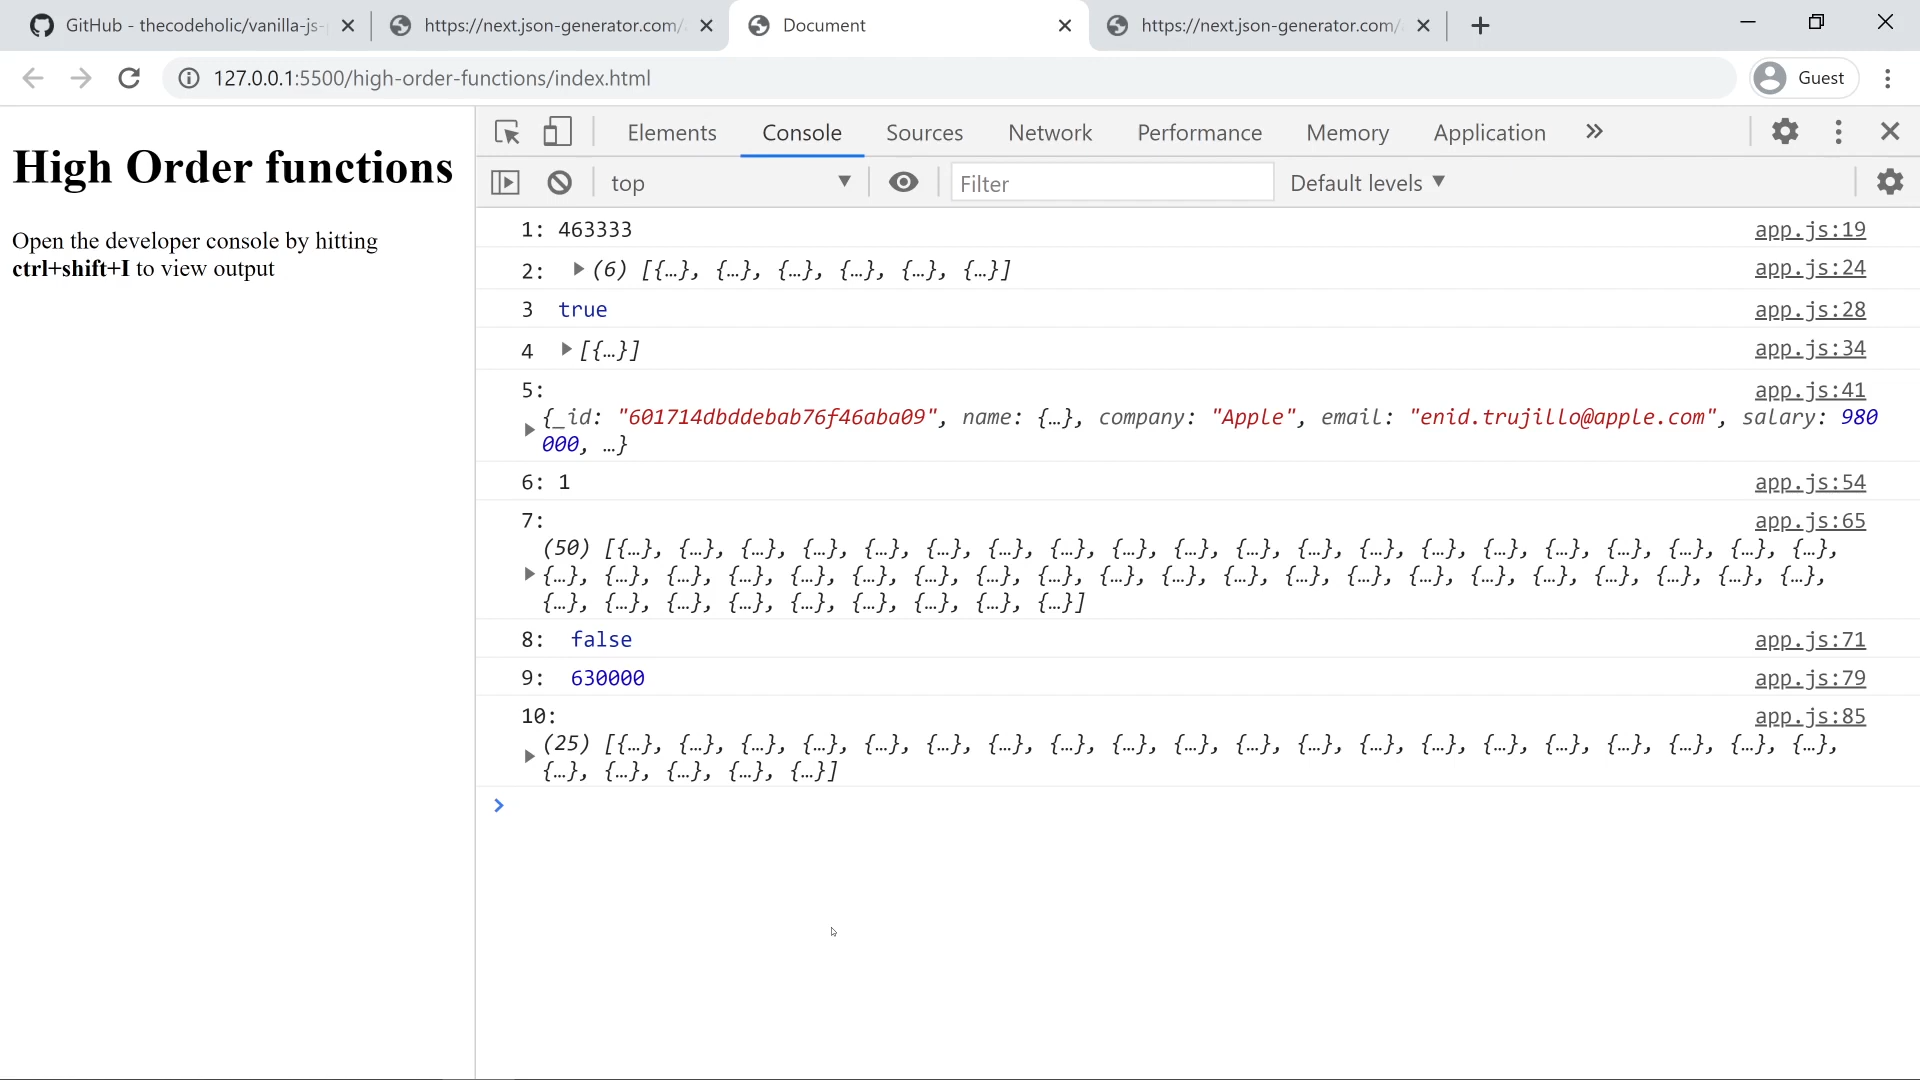 GitHub - thecodeholic/vanilla-js-
https://next.json-generator.com/
Document
https://next.json-generator.com/
127.0.0.1:5500/high-order-functions/index.html
Guest
High Order functions
Open the developer console by hitting
ctrl+shift+I to view output
Elements Console Sources Network Performance Memory Application
top
Filter
Default levels
1: 463333 app.js:19
2: (6) [{…}, {…}, {…}, {…}, {…}, {…}] app.js:24
3 true app.js:28
4 [{…}] app.js:34
5: app.js:41
{_id: "601714dbddebab76f46aba09", name: {…}, company: "Apple", email: "enid.trujillo@apple.com", salary: 980
000, …}
6: 1 app.js:54
7: app.js:65
(50) [{…}, {…}, {…}, {…}, {…}, {…}, {…}, {…}, {…}, {…}, {…}, {…}, {…}, {…}, {…}, {…}, {…}, {…}, {…}, {…},
{…}, {…}, {…}, {…}, {…}, {…}, {…}, {…}, {…}, {…}, {…}, {…}, {…}, {…}, {…}, {…}, {…}, {…}, {…}, {…}, {…},
{…}, {…}, {…}, {…}, {…}, {…}, {…}, {…}, {…}]
8: false app.js:71
9: 630000 app.js:79
10: app.js:85
(25) [{…}, {…}, {…}, {…}, {…}, {…}, {…}, {…}, {…}, {…}, {…}, {…}, {…}, {…}, {…}, {…}, {…}, {…}, {…}, {…},
{…}, {…}, {…}, {…}, {…}]